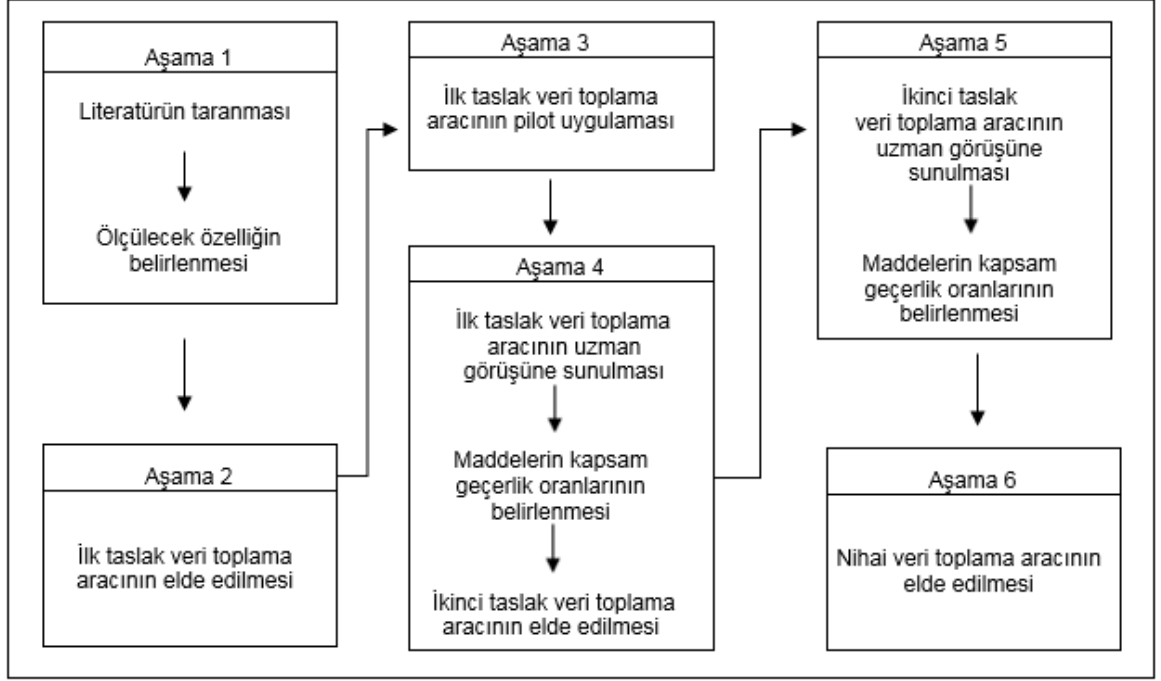 Aşama 1
Literatürün taranması
Ölçülecek özelliğin
belirlenmesi
Aşama 2
İlk taslak veri toplama
aracının elde edilmesi
Aşama 3
İlk taslak veri toplama
aracının pilot uygulaması
Aşama 4
İlk taslak veri toplama
aracının uzman
görüşüne sunulması
Maddelerin kapsam
geçerlik oranlarının
belirlenmesi
İkinci taslak veri toplama
aracının elde edilmesi
Aşama 5
İkinci taslak
veri toplama aracının
uzman görüşüne
sunulması
Maddelerin kapsam
geçerlik oranlarının
belirlenmesi
Aşama 6
Nihai veri toplama aracının
elde edilmesi